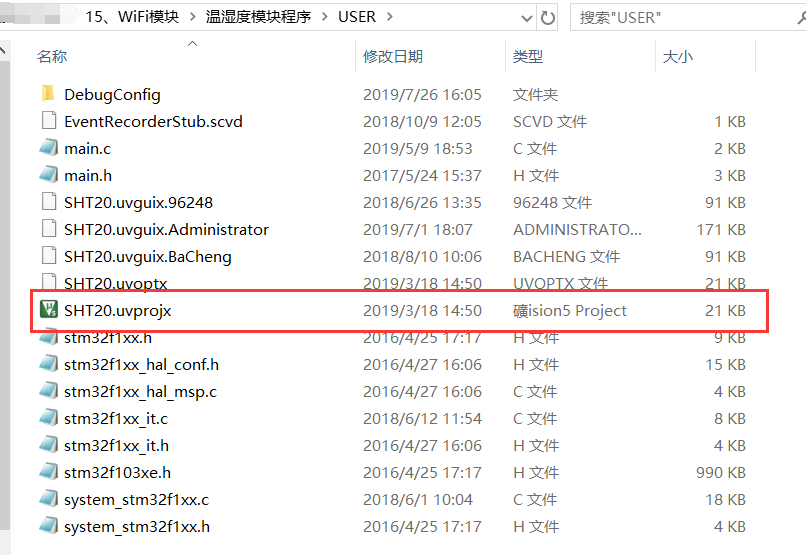 15、WiFi模块 温湿度模块程序 USER 搜索"USER"
名称 修改日期 类型 大小
DebugConfig 2019/7/26 16:05 文件夹
EventRecorderStub.scvd 2018/10/9 12:05 SCVD 文件 1 KB
main.c 2019/5/9 18:53 C 文件 2 KB
main.h 2017/5/24 15:37 H 文件 3 KB
SHT20.uvguix.96248 2018/6/26 13:35 96248 文件 91 KB
SHT20.uvguix.Administrator 2019/7/1 18:07 ADMINISTRATO... 171 KB
SHT20.uvguix.BaCheng 2018/8/10 10:06 BACHENG 文件 91 KB
SHT20.uvoptx 2019/3/18 14:50 UVOPTX 文件 21 KB
SHT20.uvprojx 2019/3/18 14:50 礦ision5 Project 21 KB
stm32f1xx.h 2016/4/25 17:17 H 文件 9 KB
stm32f1xx_hal_conf.h 2016/4/27 16:06 H 文件 15 KB
stm32f1xx_hal_msp.c 2016/4/27 16:06 C 文件 4 KB
stm32f1xx_it.c 2018/6/12 11:54 C 文件 8 KB
stm32f1xx_it.h 2016/4/27 16:06 H 文件 4 KB
stm32f103xe.h 2016/4/25 17:17 H 文件 990 KB
system_stm32f1xx.c 2018/6/1 10:04 C 文件 18 KB
system_stm32f1xx.h 2016/4/25 17:17 H 文件 4 KB